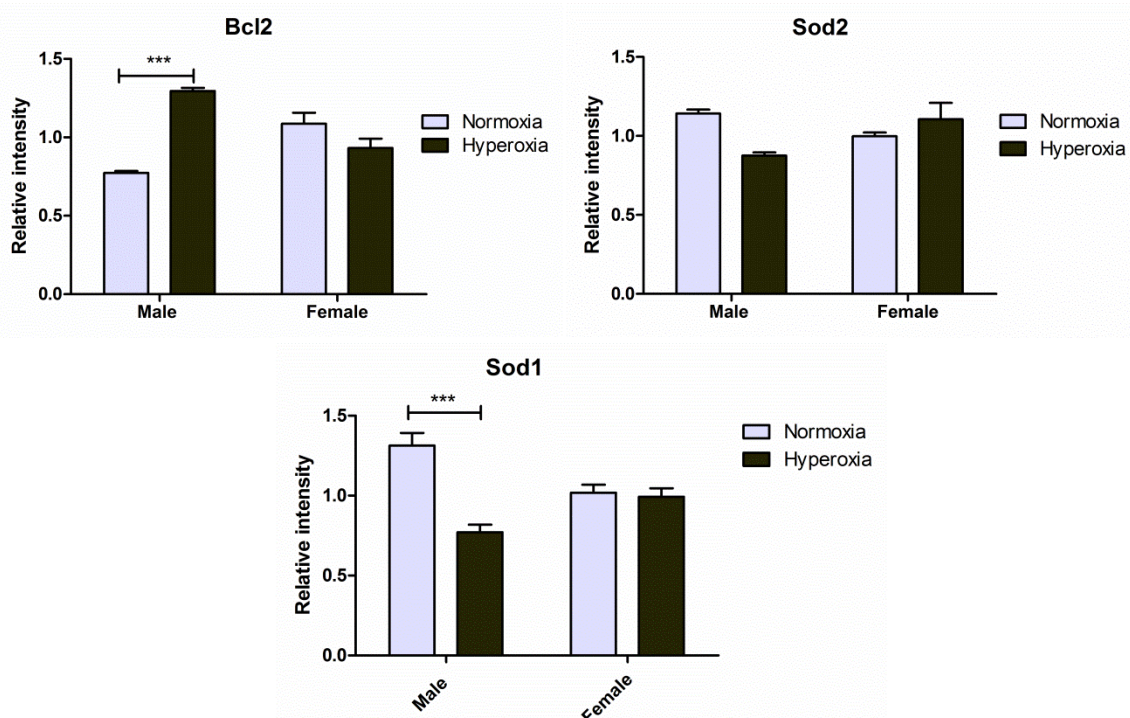 Bcl2
1.5
1.0
0.5
0.0
Relative intensity
***
Male
Female
Normoxia
Hyperoxia
Sod2
1.5
1.0
0.5
0.0
Relative intensity
Male
Female
Normoxia
Hyperoxia
Sod1
1.5
1.0
0.5
0.0
Relative intensity
***
Male
Female
Normoxia
Hyperoxia